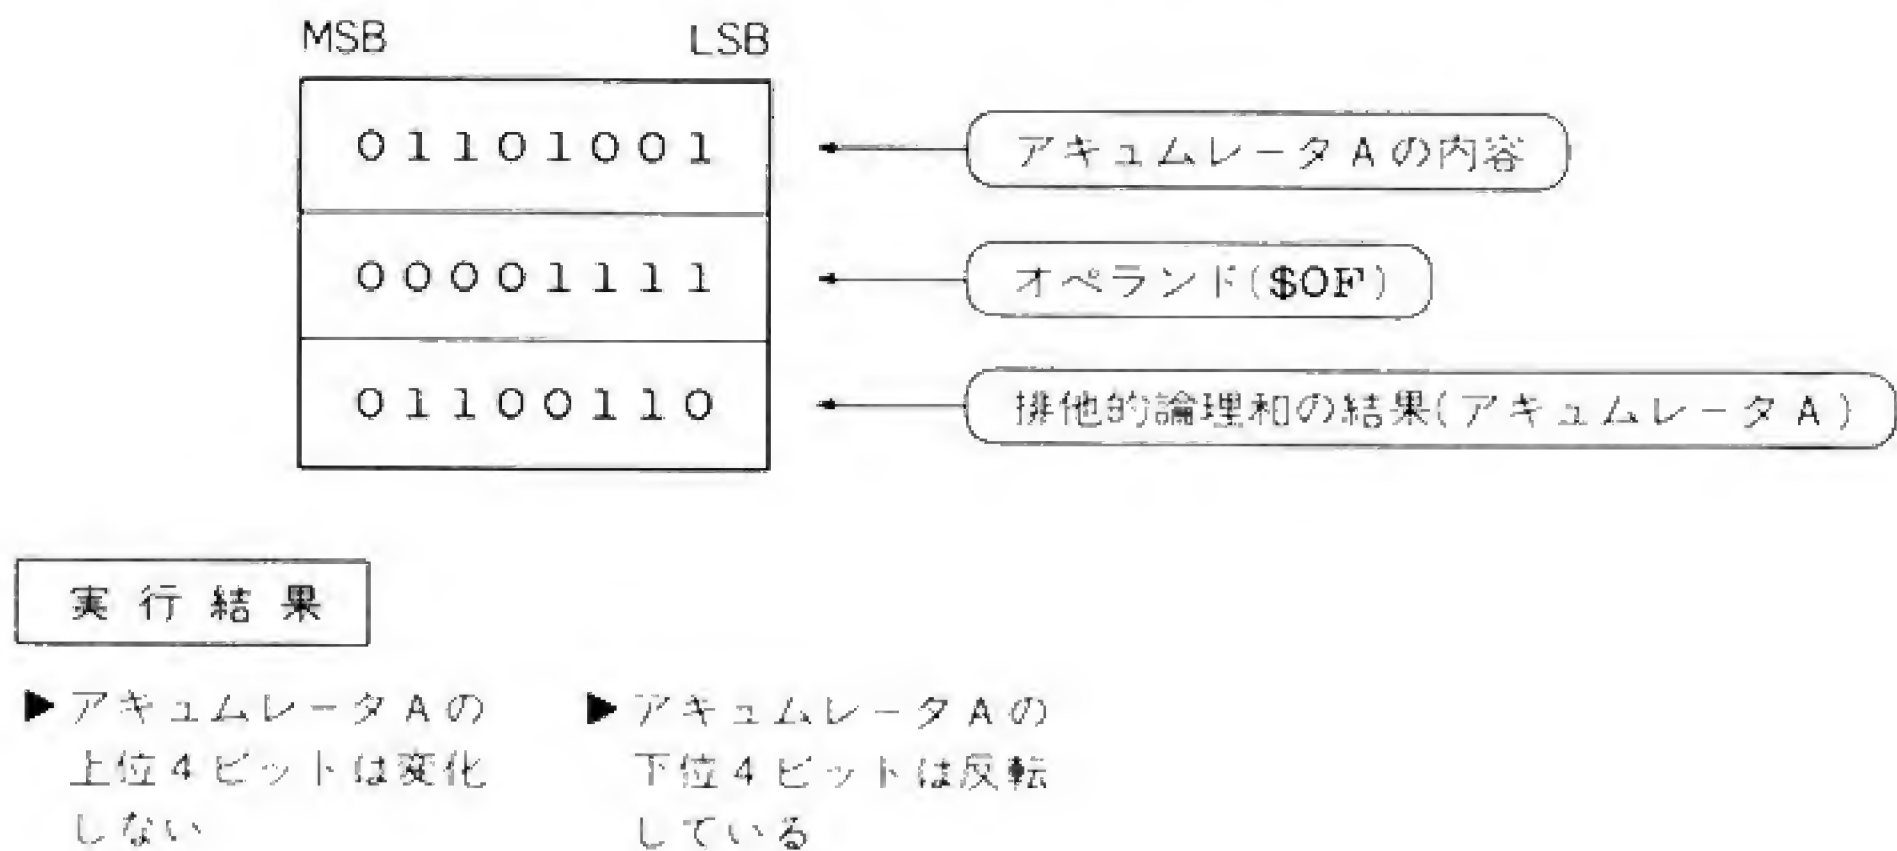 MSB LSB
01101001 アキュムレータAの内容
00001111 オペランド($0F)
01100110 排他的論理和の結果(アキュムレータA)
実行結果
▶アキュムレータAの
上位4ビットは変化
しない
▶アキュムレータAの
下位4ビットは反転
している